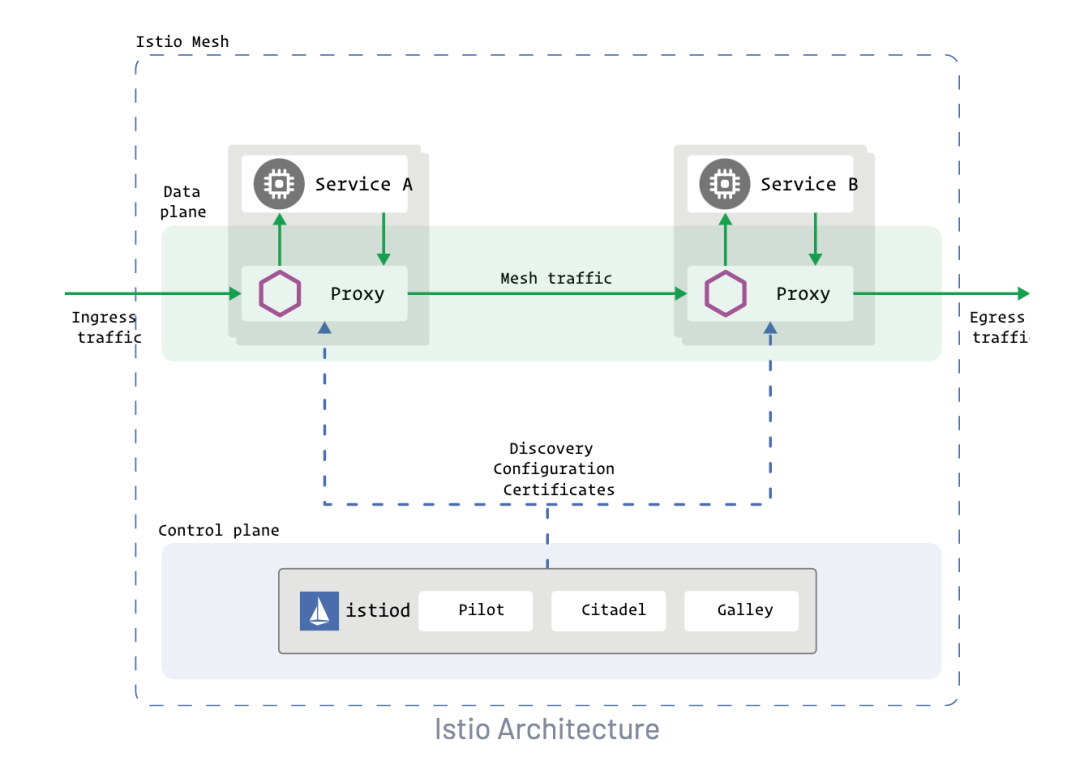 Istio Mesh
Service A
Service B
Data
plane
Mesh traffic
Proxy
Proxy
Ingress
traffic
Egress
traffi
Discovery
Configuration
Certificates
Control plane
istiod
Pilot
Citadel
Galley
Istio Architecture